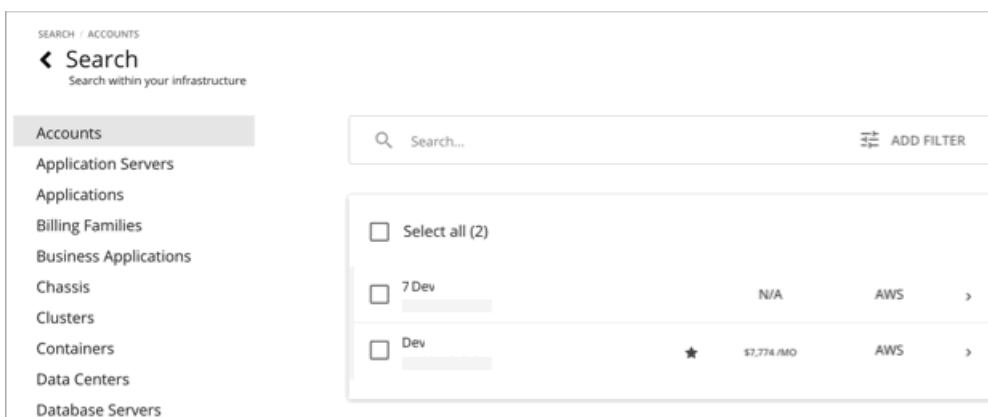 SEARCH / ACCOUNTS
Search
Search within your infrastructure
Accounts
Application Servers
Applications
Billing Families
Business Applications
Chassis
Clusters
Containers
Data Centers
Database Servers
Search...
ADD FILTER
Select all (2)
7 Dev
N/A AWS
Dev
$7,774 /MO AWS